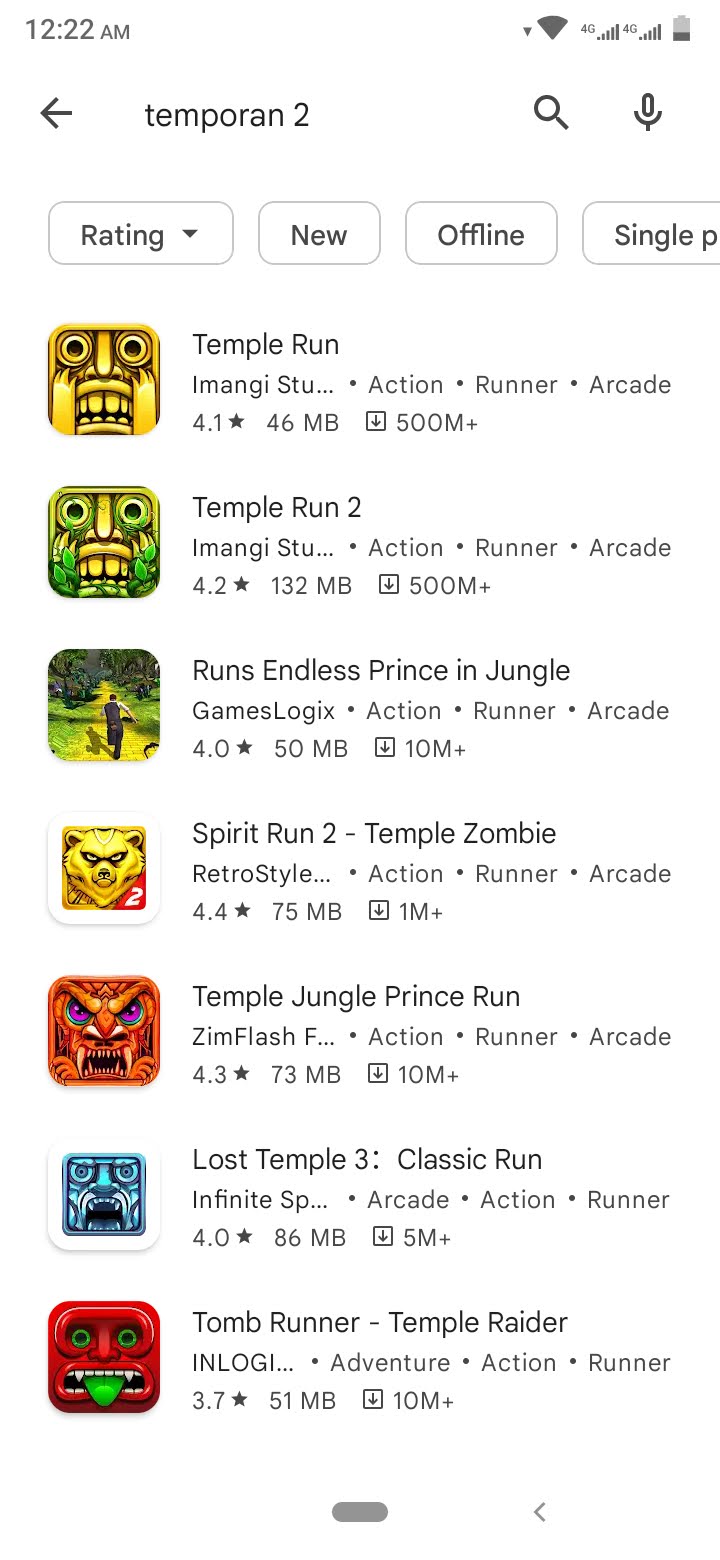 12:22 AM 4G 4G
temporan 2
Rating New Offline Single p
Temple Run
Imangi Stu... • Action • Runner • Arcade
4.1★ 46 MB 500M+
Temple Run 2
Imangi Stu... • Action • Runner • Arcade
4.2★ 132 MB 500M+
Runs Endless Prince in Jungle
GamesLogix • Action • Runner • Arcade
4.0★ 50 MB 10M+
Spirit Run 2 - Temple Zombie
RetroStyle... • Action • Runner • Arcade
4.4★ 75 MB 1M+
2
Temple Jungle Prince Run
ZimFlash F... • Action • Runner • Arcade
4.3★ 73 MB 10M+
Lost Temple 3：Classic Run
Infinite Sp... • Arcade • Action • Runner
4.0★ 86 MB 5M+
Tomb Runner - Temple Raider
INLOGI... • Adventure • Action • Runner
3.7★ 51 MB 10M+